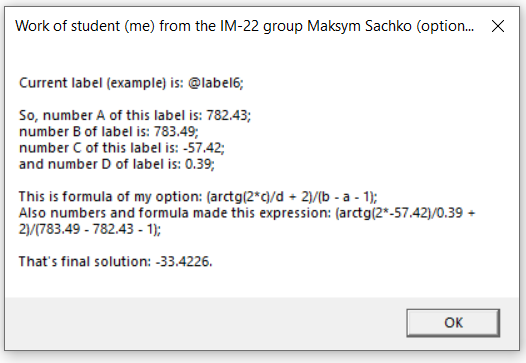 Work of student (me) from the IM-22 group Maksym Sachko (option...
Current label (example) is: @label6;
So, number A of this label is: 782.43;
number B of label is: 783.49;
number C of this label is: -57.42;
and number D of label is: 0.39;
This is formula of my option: (arctg(2*c)/d + 2)/(b - a - 1);
Also numbers and formula made this expression: (arctg(2*-57.42)/0.39 +
2)/(783.49 - 782.43 - 1);
That's final solution: -33.4226.
OK